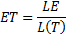 ET = LE / L(T)